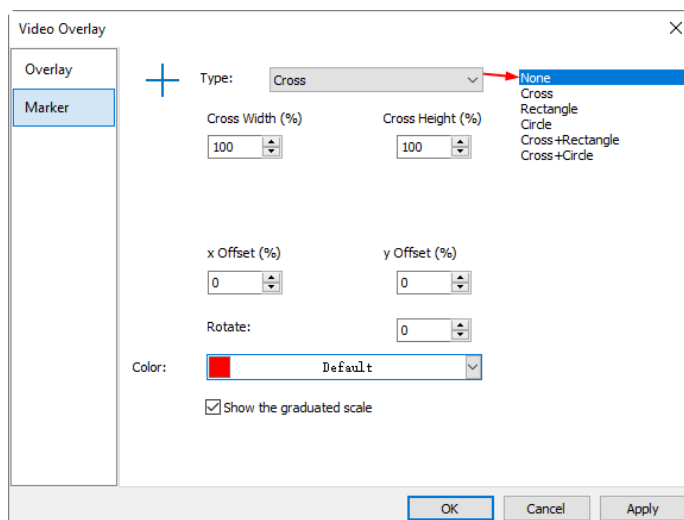 Video Overlay
Overlay
Marker
Type:
Cross
None
Cross
Rectangle
Circle
Cross+Rectangle
Cross+Circle
Cross Width (%)
Cross Height (%)
100
100
x Offset (%)
y Offset (%)
0
0
Rotate:
0
Color:
Default
Show the graduated scale
OK
Cancel
Apply